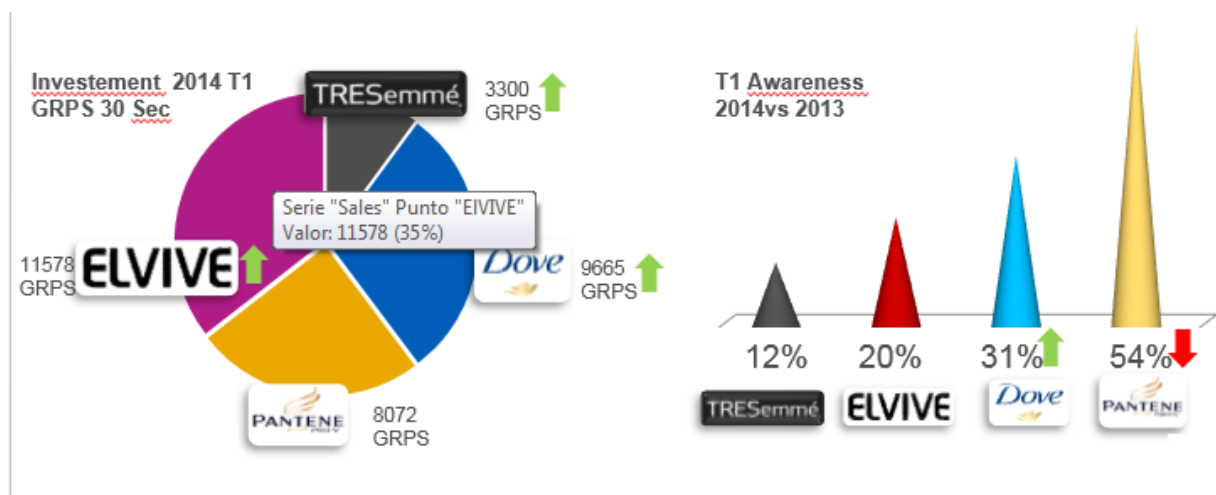 Investement 2014 T1
GRPS 30 Sec
TRESemmé
3300
GRPS
Serie "Sales" Punto "ElVIVE"
Valor: 11578 (35%)
11578
GRPS
ELVIVE
Dove
9665
GRPS
PANTENE
8072
GRPS
T1 Awareness
2014vs 2013
12%
20%
31%
54%
TRESemmé
ELVIVE
Dove
PANTENE